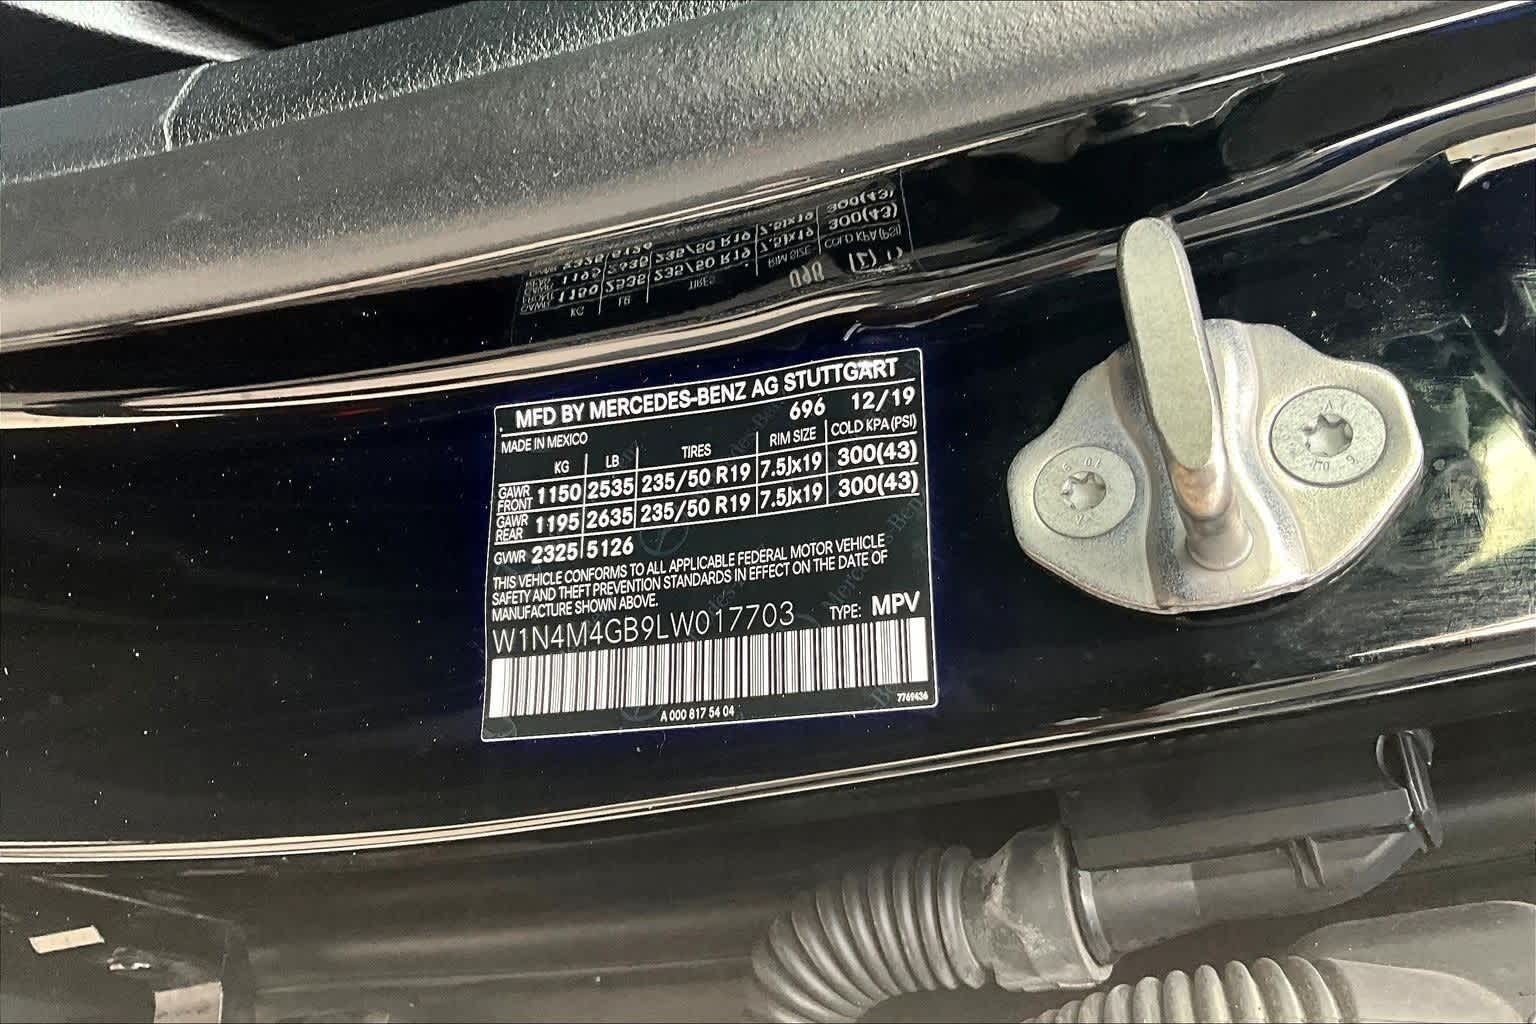 MFD BY MERCEDES-BENZ AG STUTTGART
MADE IN MEXICO 696 12/19
KG LB TIRES RIM SIZE COLD KPA (PSI)
GAWR FRONT 1150 2535 235/50 R19 7.5Jx19 300(43)
GAWR REAR 1195 2635 235/50 R19 7.5Jx19 300(43)
GVWR 2325 5126
THIS VEHICLE CONFORMS TO ALL APPLICABLE FEDERAL MOTOR VEHICLE
SAFETY AND THEFT PREVENTION STANDARDS IN EFFECT ON THE DATE OF
MANUFACTURE SHOWN ABOVE.
W1N4M4GB9LW017703 TYPE: MPV
7769436
A 000 817 54 04